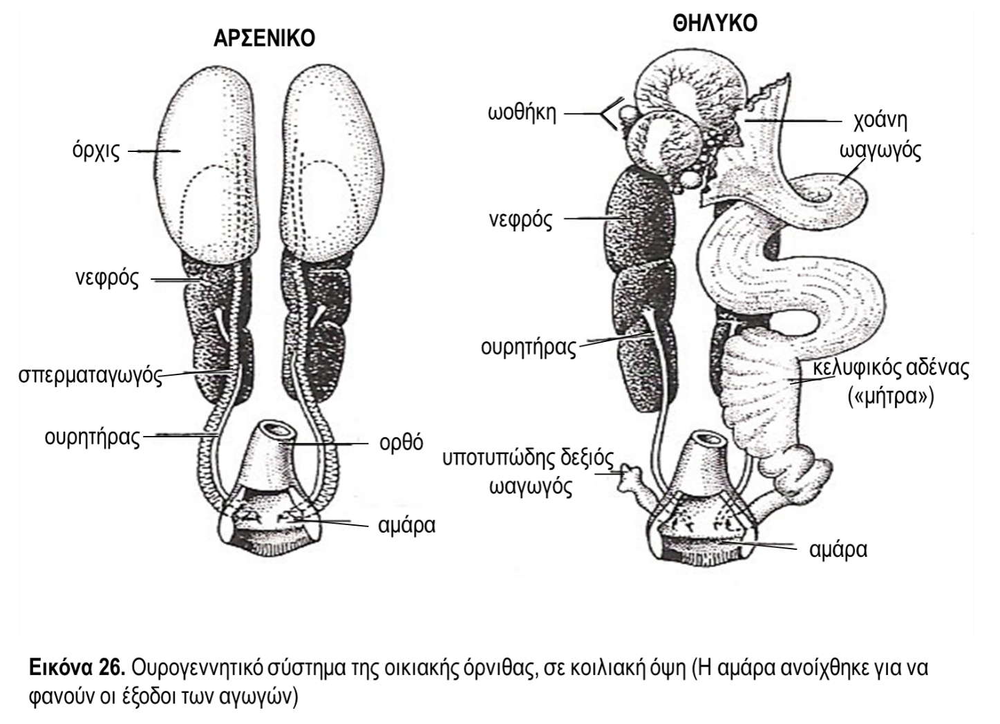 ΑΡΣΕΝΙΚΟ
όρχις
νεφρός
σπερματαγωγός
ουρητήρας
ορθό
αμάρα
ΘΗΛΥΚΟ
ωοθήκη
χοάνη
ωαγωγός
νεφρός
ουρητήρας
κελυφικός αδένας
(«μήτρα»)
υποτυπώδης δεξιός
ωαγωγός
αμάρα
Εικόνα 26. Ουρογεννητικό σύστημα της οικιακής όρνιθας, σε κοιλιακή όψη (Η αμάρα ανοίχθηκε για να
φανούν οι έξοδοι των αγωγών)